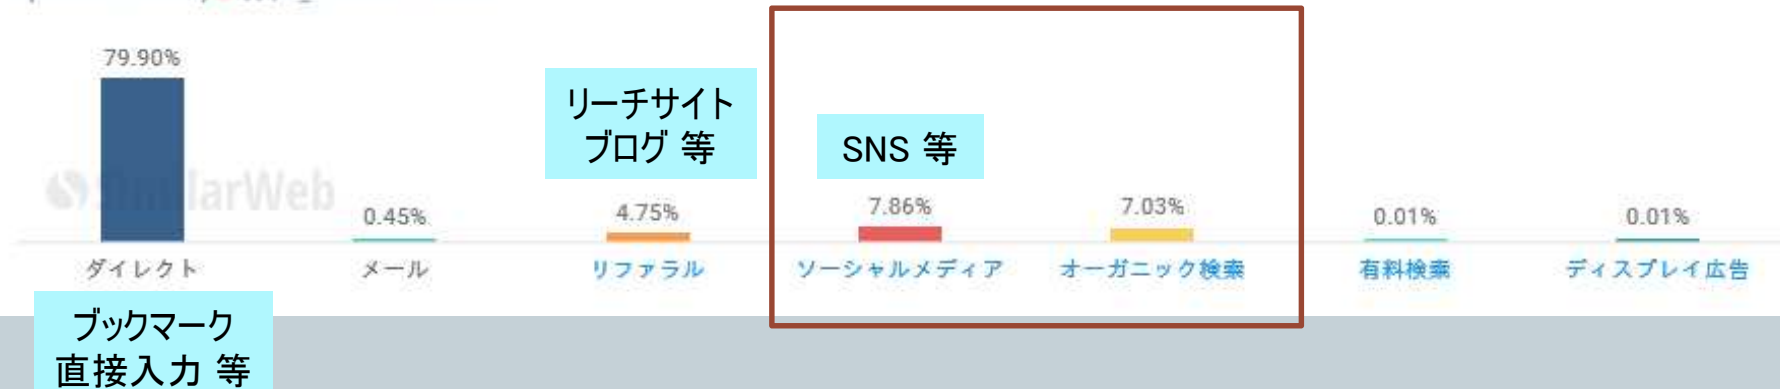 79.90%
リーチサイト
ブログ 等
SNS 等
SimilarWeb
0.45%
4.75%
7.86%
7.03%
0.01%
0.01%
ダイレクト
メール
リファラル
ソーシャルメディア
オーガニック検索
有料検索
ディスプレイ広告
ブックマーク
直接入力 等